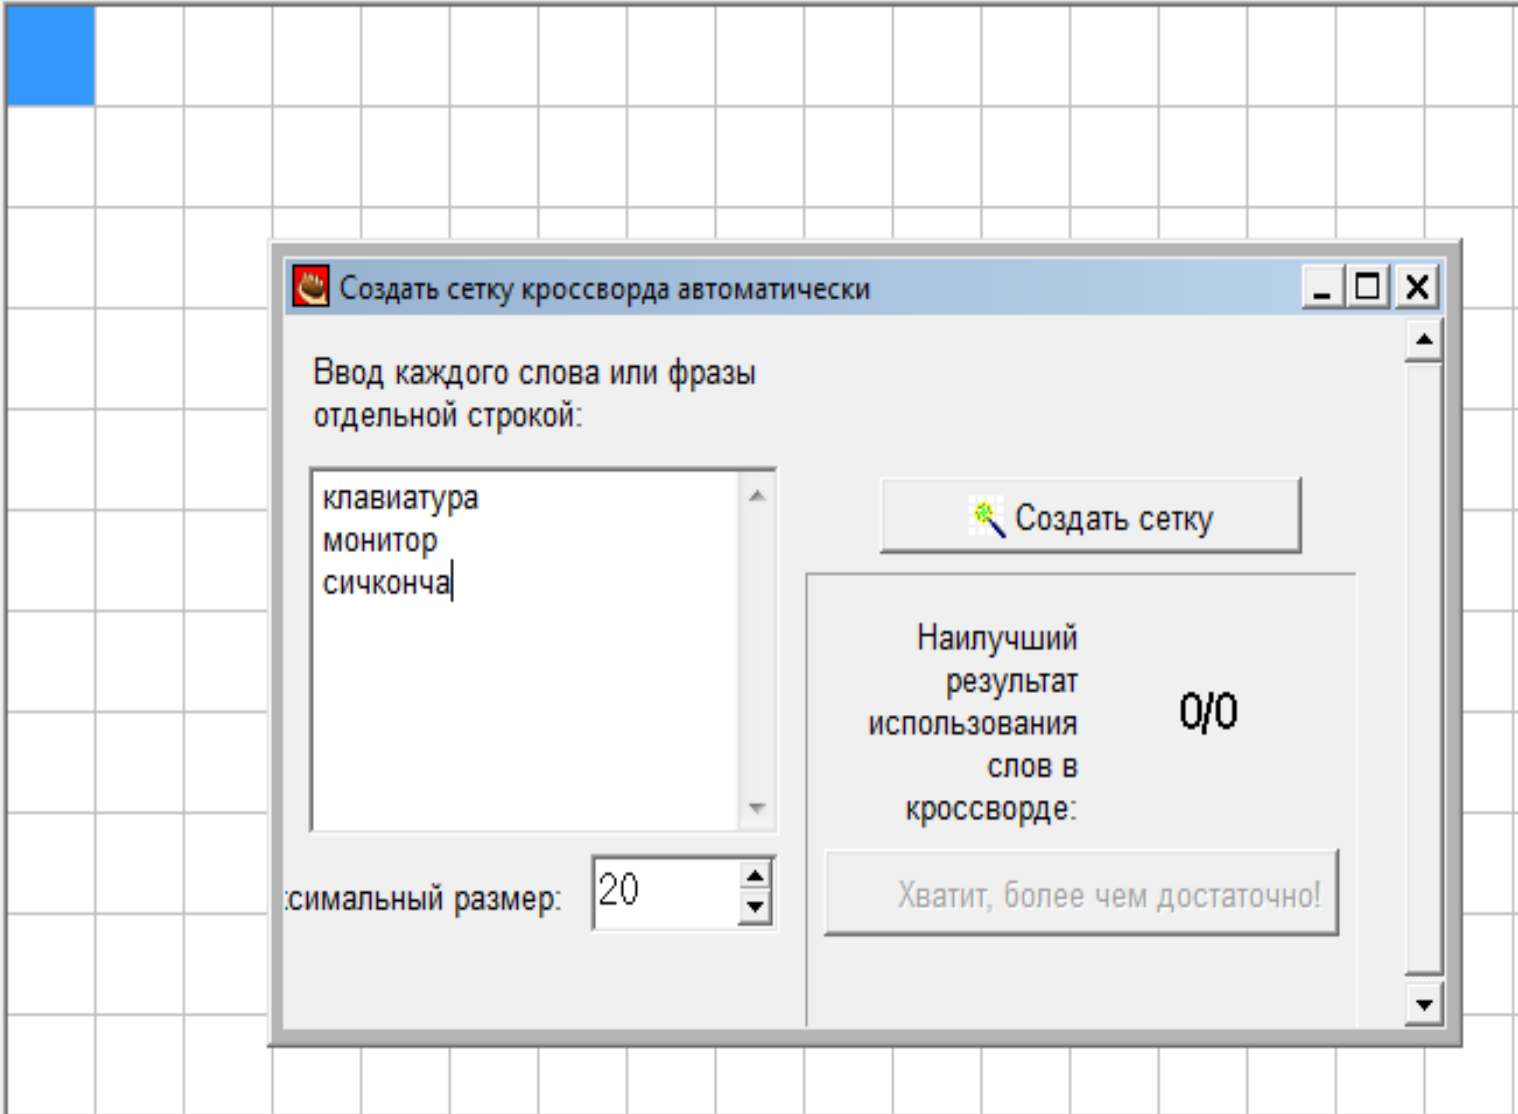 Создать сетку кроссворда автоматически
Ввод каждого слова или фразы
отдельной строкой:
клавиатура
монитор
сичконча
Создать сетку
Наилучший
результат
использования
слов в
кроссворде:
0/0
симальный размер:
20
Хватит, более чем достаточно!